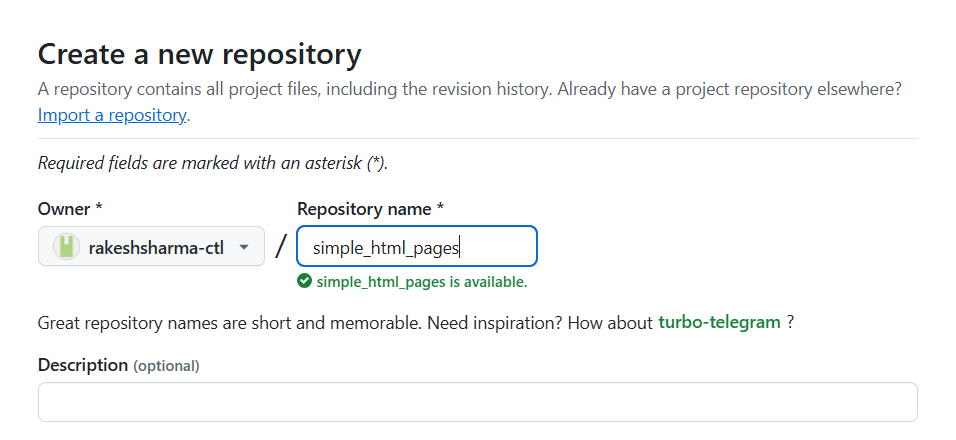 Create a new repository
A repository contains all project files, including the revision history. Already have a project repository elsewhere?
Import a repository.
Required fields are marked with an asterisk (*).
Owner * Repository name *
rakeshsharma-ctl / simple_html_pages
simple_html_pages is available.
Great repository names are short and memorable. Need inspiration? How about turbo-telegram ?
Description (optional)